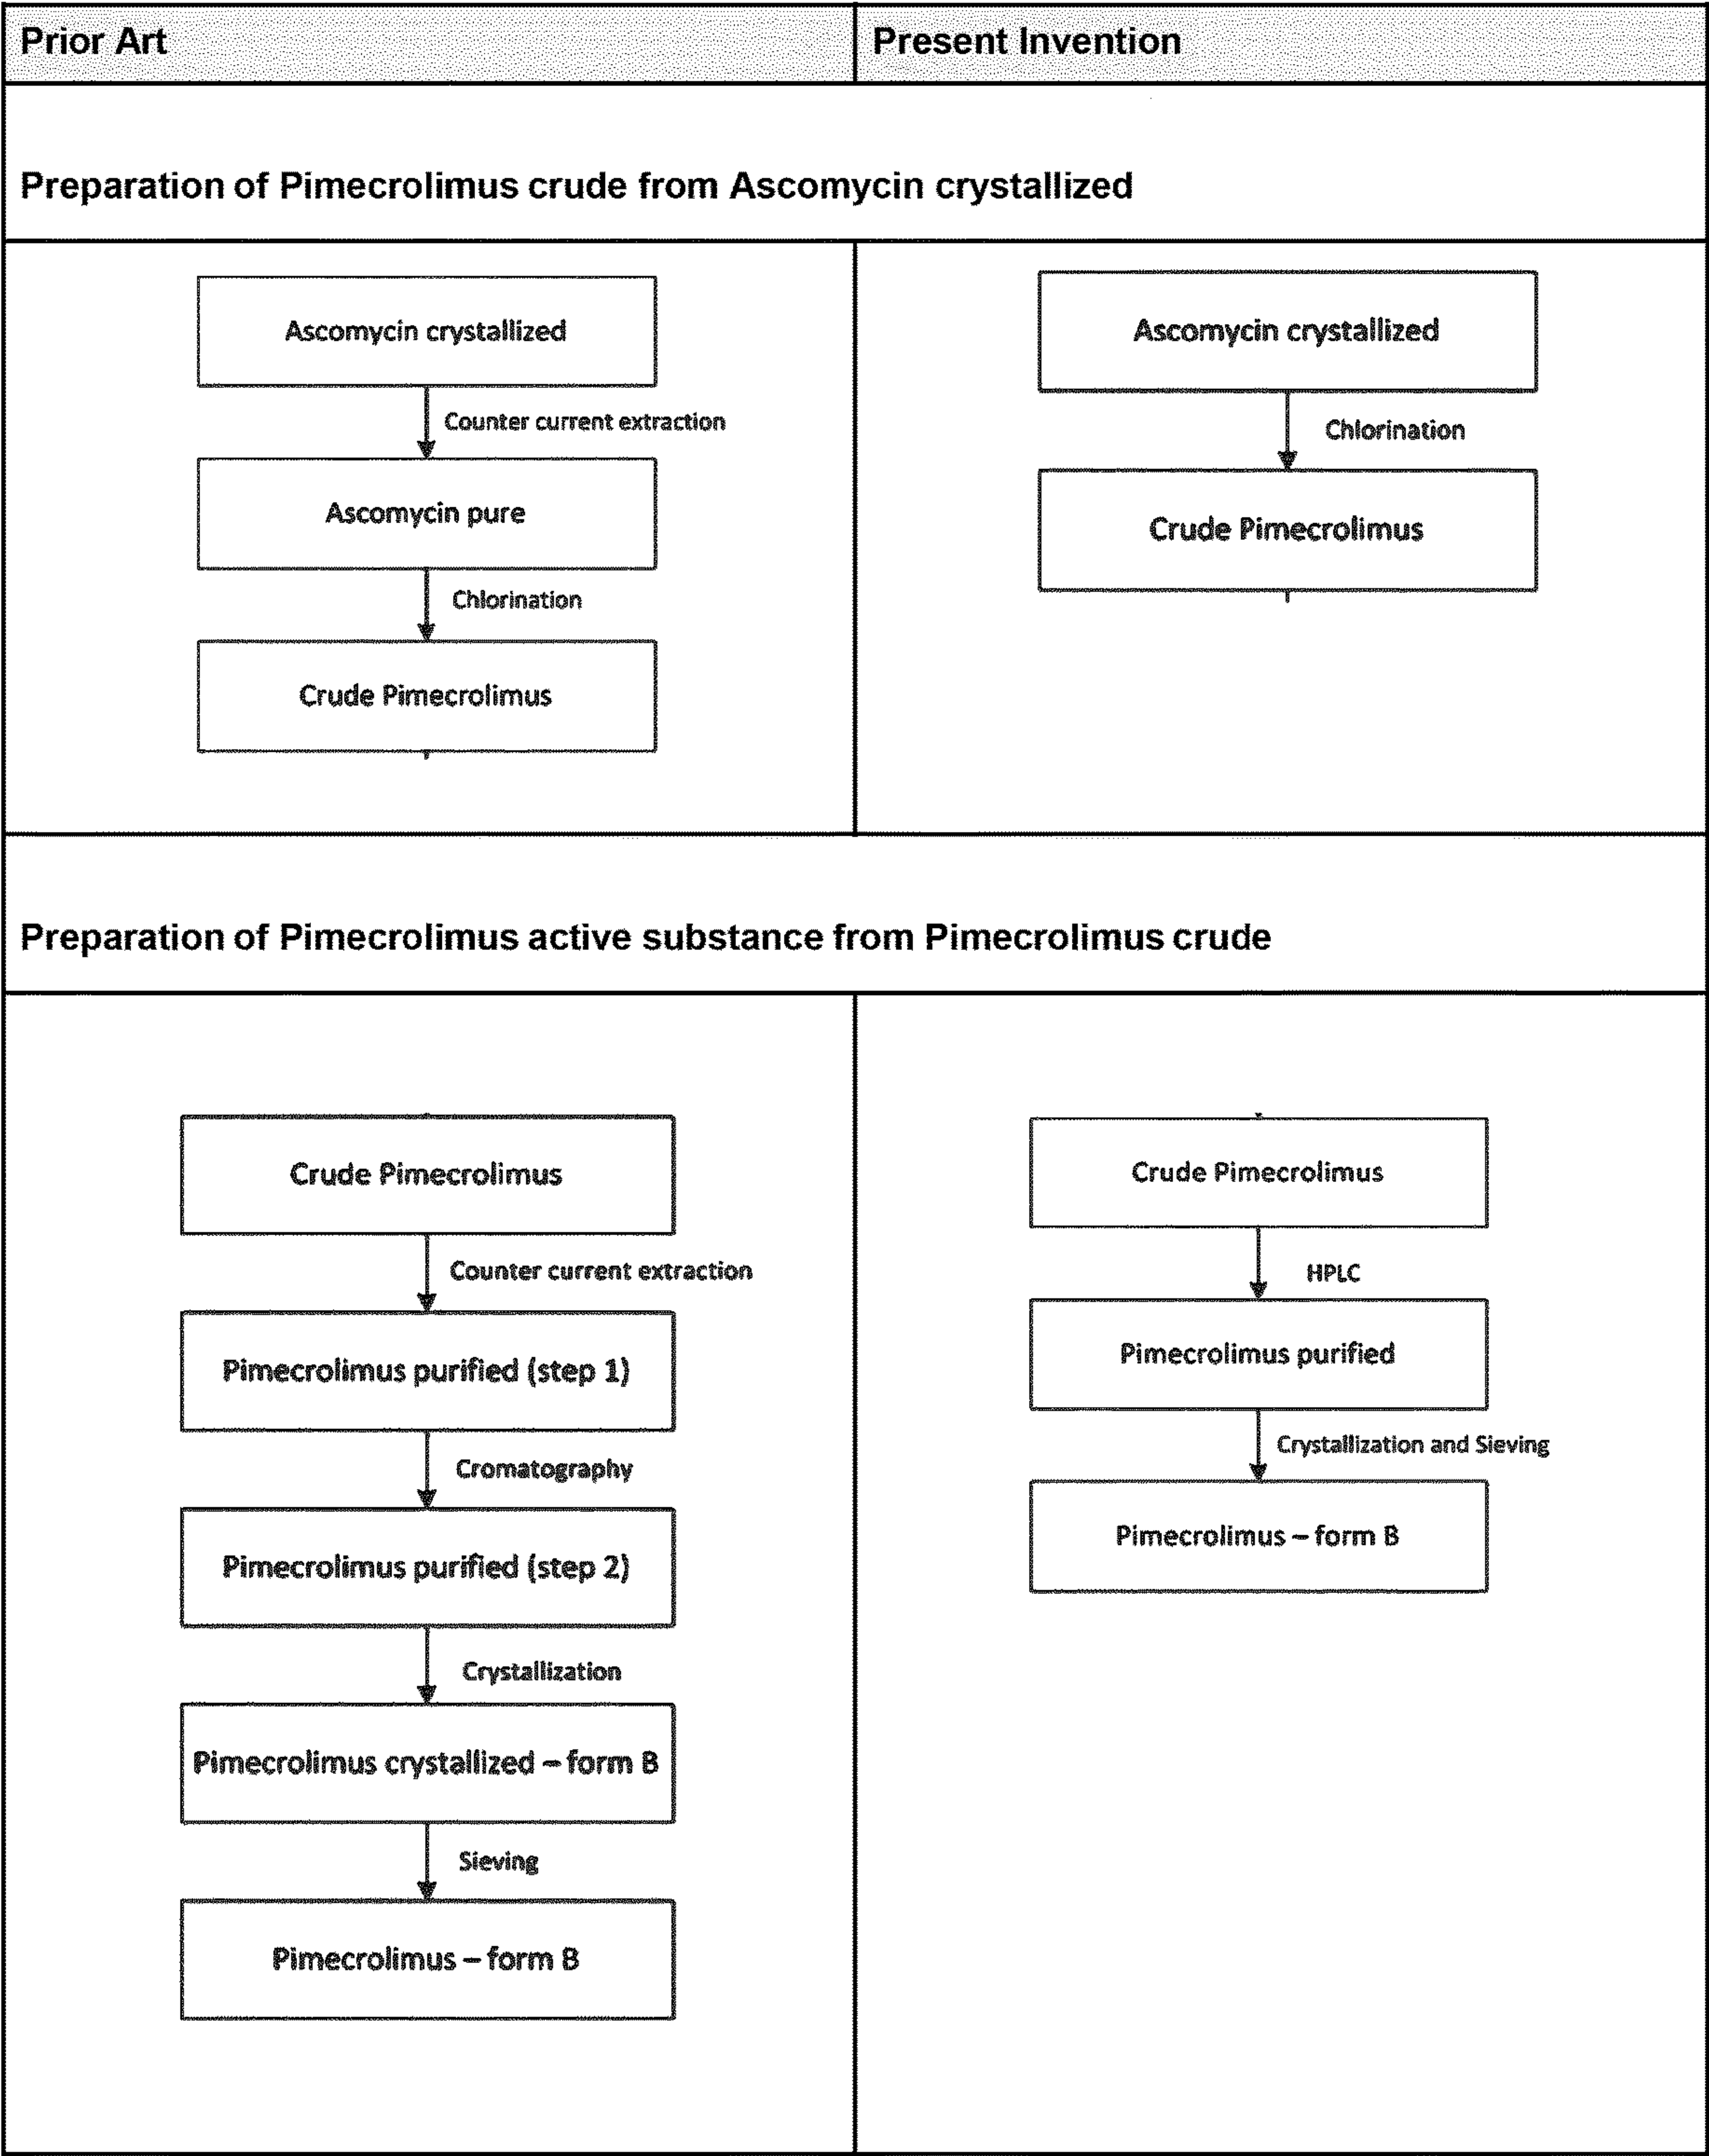 Prior Art
Present Invention
Preparation of Pimecrolimus crude from Ascomycin crystallized
Ascomycin crystallized
Counter current extraction
Ascomycin pure
Chlorination
Crude Pimecrolimus
Ascomycin crystallized
Chlorination
Crude Pimecrolimus
Preparation of Pimecrolimus active substance from Pimecrolimus crude
Crude Pimecrolimus
Counter current extraction
Pimecrolimus purified (step 1)
Cromatography
Pimecrolimus purified (step 2)
Crystallization
Pimecrolimus crystallized – form B
Sieving
Pimecrolimus – form B
Crude Pimecrolimus
HPLC
Pimecrolimus purified
Crystallization and Sieving
Pimecrolimus – form B